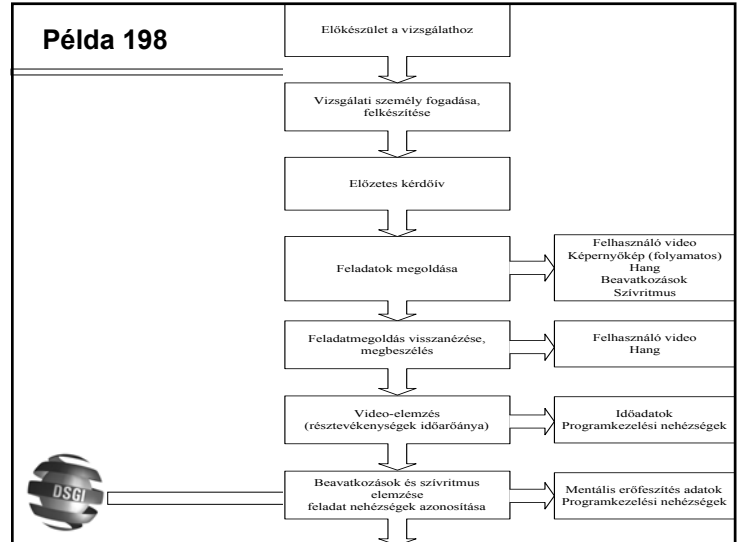 Példa 198
Előkészület a vizsgálathoz
Vizsgálati személy fogadása,
felkészítése
Előzetes kérdőív
Feladatok megoldása
Felhasználó video
Képernyőkép (folyamatos)
Hang
Beavatkozások
Szívritmus
Feladatmegoldás visszanézése,
megbeszélés
Felhasználó video
Hang
Video-elemzés
(résztevékenységek időarőánya)
Időadatok
Programkezelési nehézségek
Beavatkozások és szívritmus
elemzése
feladat nehézségek azonosítása
Mentális erőfeszítés adatok
Programkezelési nehézségek
DSGI